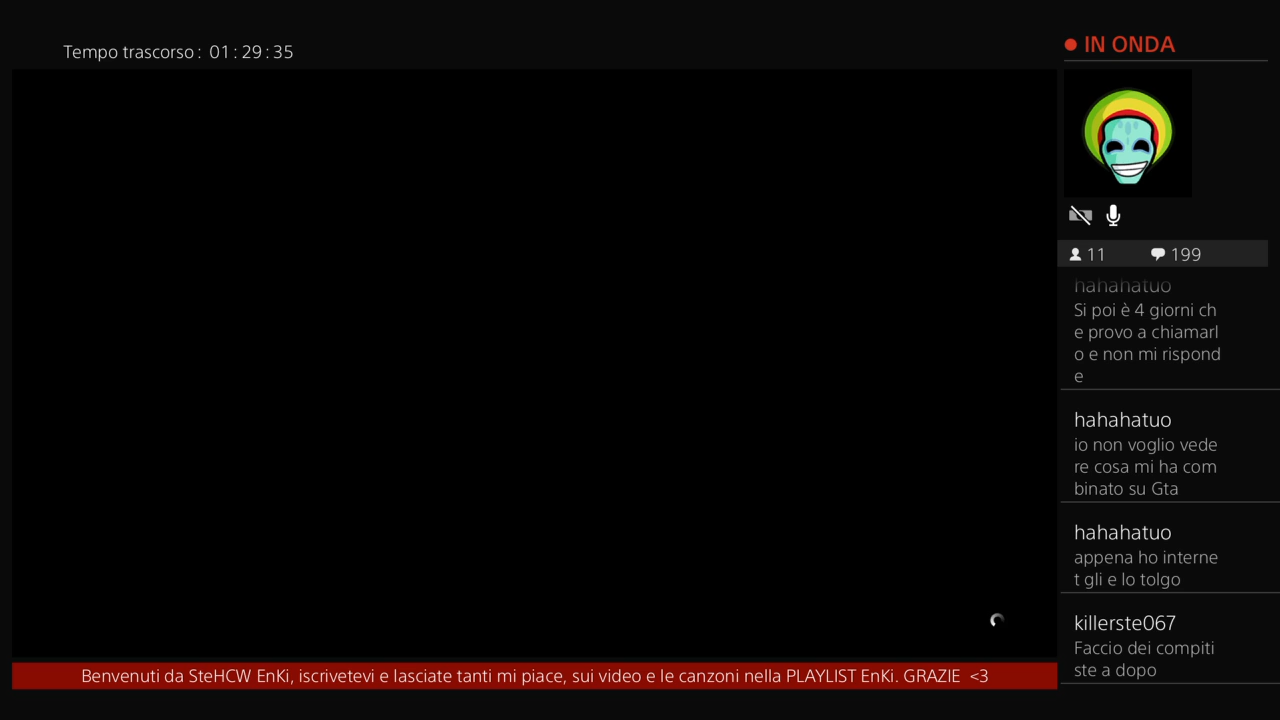 Tempo trascorso : 01 : 29 : 35
IN ONDA
11 199
hahahatuo
Si poi è 4 giorni ch
e provo a chiamarl
o e non mi rispond
e
hahahatuo
io non voglio vede
re cosa mi ha com
binato su Gta
hahahatuo
appena ho interne
t gli e lo tolgo
killerste067
Faccio dei compiti
ste a dopo
Benvenuti da SteHCW EnKi, iscrivetevi e lasciate tanti mi piace, sui video e le canzoni nella PLAYLIST EnKi. GRAZIE <3